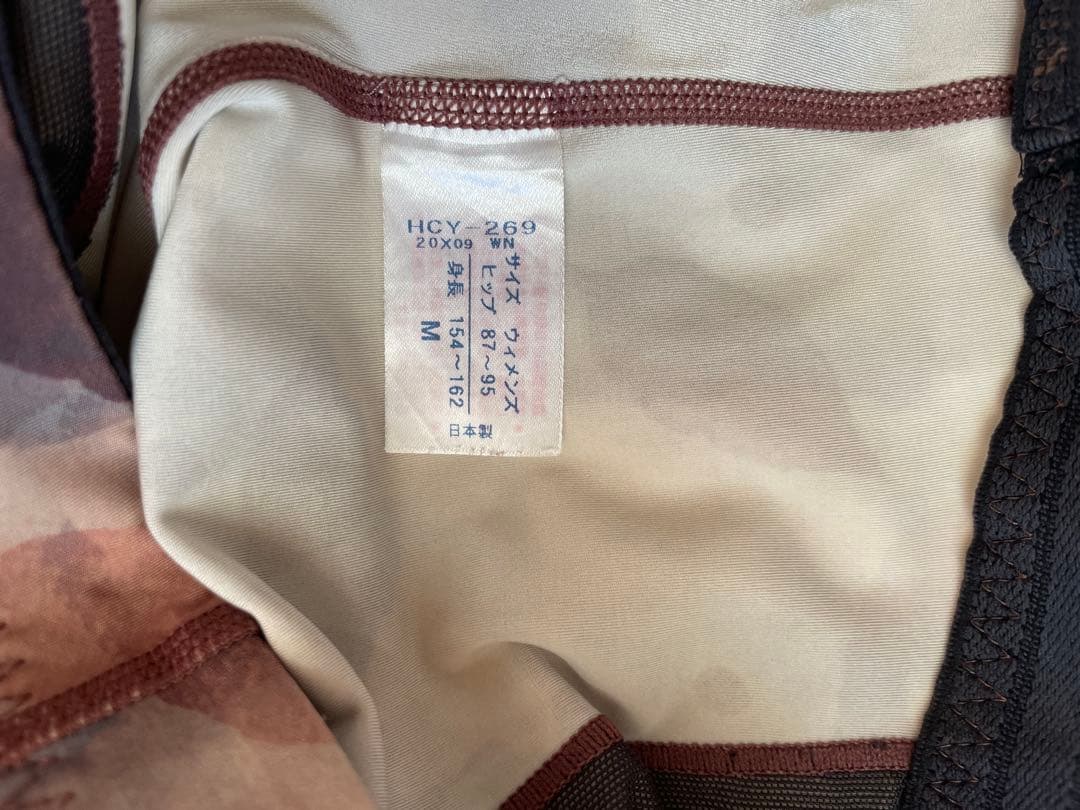 HCY-269
20X09 WN
サイズ ウィメンズ
ヒップ 87～95
身長 154～162
M
日本製